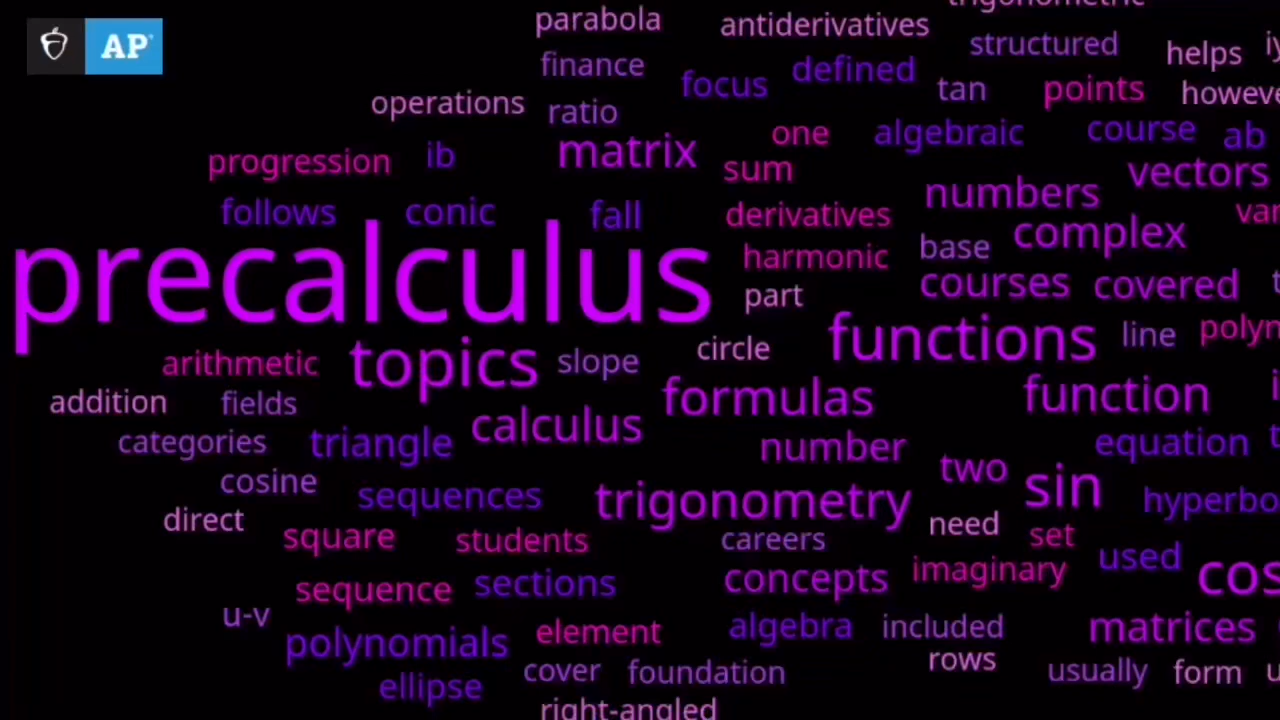 AP
parabola antiderivatives trigonometric
finance focus defined structured helps
operations ratio tan points
progression ib matrix one algebraic course ab
sum numbers vectors
follows conic fall derivatives complex
precalculus harmonic base
part courses covered
arithmetic topics slope circle functions line
addition fields formulas function
categories triangle calculus number equation
cosine sequences two sin
direct trigonometry need
square students careers set used
sequence sections concepts imaginary cos
u-v polynomials element algebra included matrices
ellipse cover foundation rows usually form
right-angled